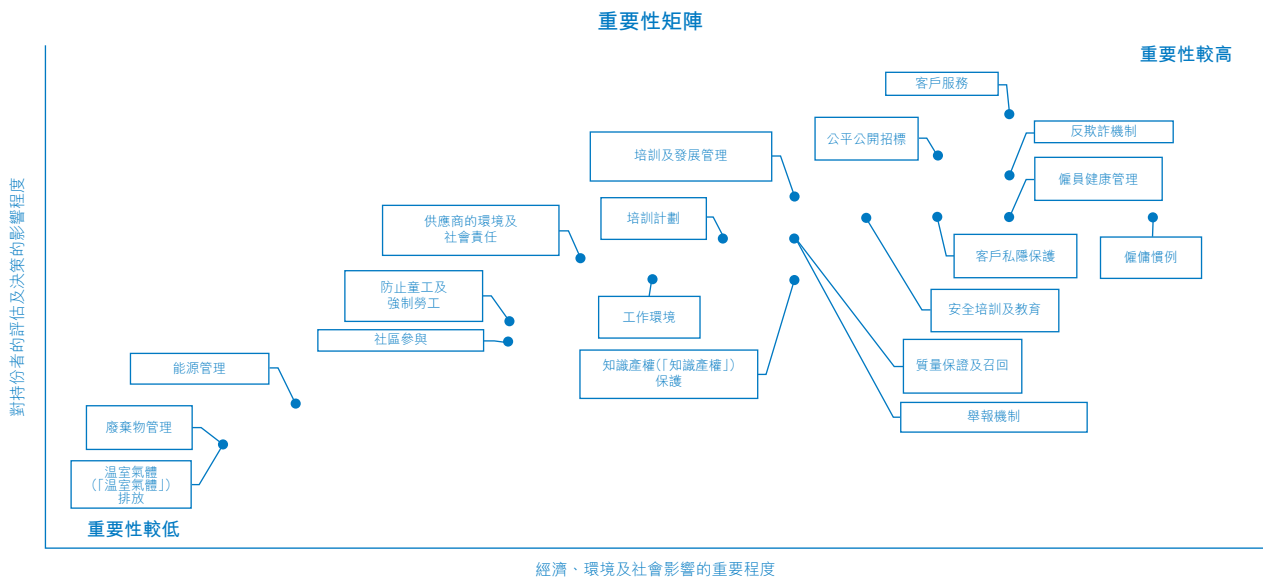 重要性矩陣
重要性較高
客戶服務
反欺詐機制
公平公開招標
培訓及發展管理
僱員健康管理
供應商的環境及
社會責任
培訓計劃
客戶私隱保護
僱傭慣例
防止童工及
強制勞工
工作環境
安全培訓及教育
社區參與
知識產權(「知識產權」)
保護
質量保證及召回
能源管理
舉報機制
廢棄物管理
溫室氣體
(「溫室氣體」)
排放
重要性較低
對持份者的評估及決策的影響程度
經濟、環境及社會影響的重要程度